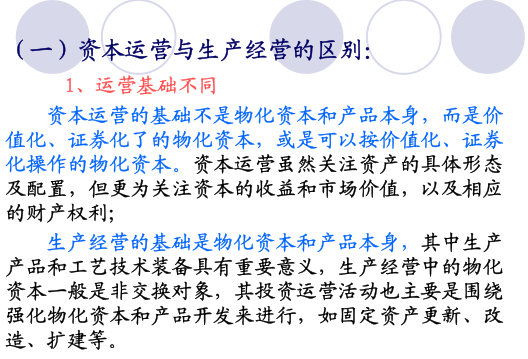 （一）资本运营与生产经营的区别：
1、运营基础不同
资本运营的基础不是物化资本和产品本身，而是价
值化、证券化了的物化资本，或是可以按价值化、证券
化操作的物化资本。资本运营虽然关注资产的具体形态
及配置，但更为关注资本的收益和市场价值，以及相应
的财产权利；
生产经营的基础是物化资本和产品本身，其中生产
产品和工艺技术装备具有重要意义，生产经营中的物化
资本一般是非交换对象，其投资运营活动也主要是围绕
强化物化资本和产品开发来进行，如固定资产更新、改
造、扩建等。